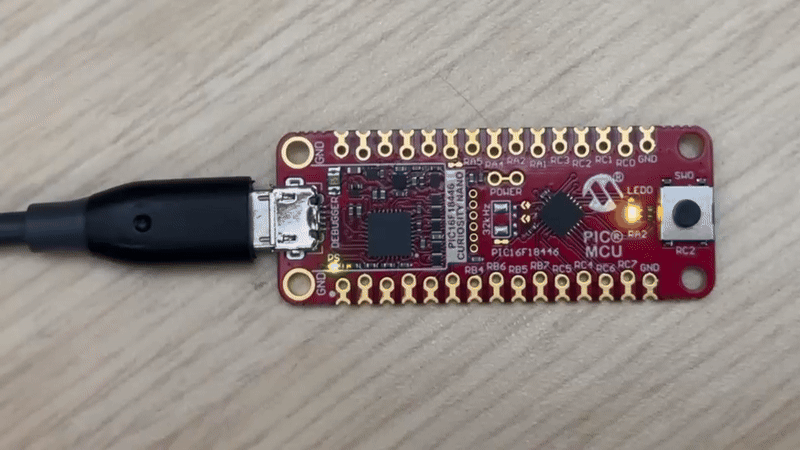 GND
RA5
RA4
RA2
RA1
RC3
RC2
RC1
RC0
GND
DEBUGGER
PIC16F18446
CURIOSITY NANO
POWER
32kHz
PIC16F18446
®
PIC®
MCU
LED0
RA2
SW0
RC2
PS
GND
RB4
RB6
RB5
RB7
RC5
RC4
RC6
RC7
GND